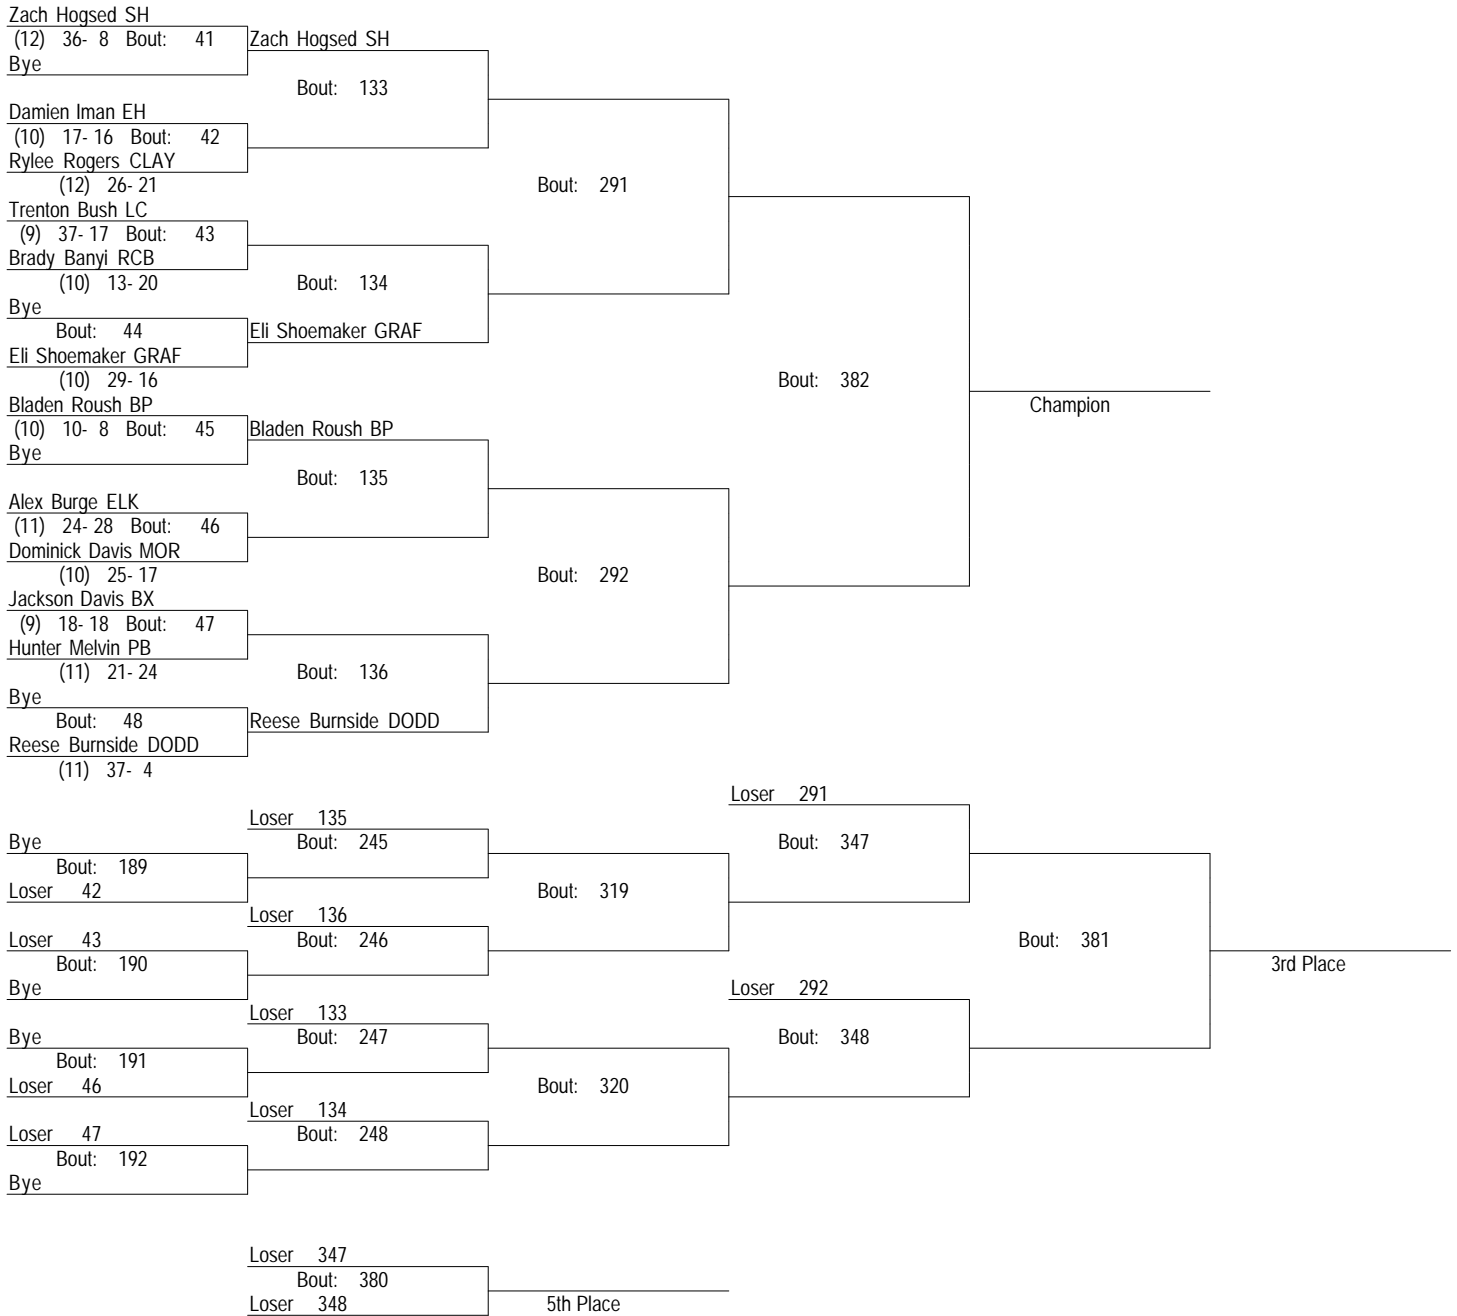 Zach Hogsed SH
(12) 36- 8 Bout: 41
Zach Hogsed SH
Bye
Bout: 133
Damien Iman EH
(10) 17- 16 Bout: 42
Rylee Rogers CLAY
(12) 26- 21
Bout: 291
Trenton Bush LC
(9) 37- 17 Bout: 43
Brady Banyi RCB
(10) 13- 20
Bout: 134
Bye
Bout: 44
Eli Shoemaker GRAF
Eli Shoemaker GRAF
(10) 29- 16
Bout: 382
Champion
Bladen Roush BP
(10) 10- 8 Bout: 45
Bladen Roush BP
Bye
Bout: 135
Alex Burge ELK
(11) 24- 28 Bout: 46
Dominick Davis MOR
(10) 25- 17
Bout: 292
Jackson Davis BX
(9) 18- 18 Bout: 47
Hunter Melvin PB
(11) 21- 24
Bout: 136
Bye
Bout: 48
Reese Burnside DODD
Reese Burnside DODD
(11) 37- 4
Loser 291
Loser 135
Bye
Bout: 245
Bout: 347
Bout: 189
Loser 42
Bout: 319
Loser 136
Loser 43
Bout: 246
Bout: 381
Bout: 190
3rd Place
Bye
Loser 292
Loser 133
Bye
Bout: 247
Bout: 348
Bout: 191
Loser 46
Bout: 320
Loser 134
Loser 47
Bout: 248
Bout: 192
Bye
Loser 347
Bout: 380
Loser 348
5th Place